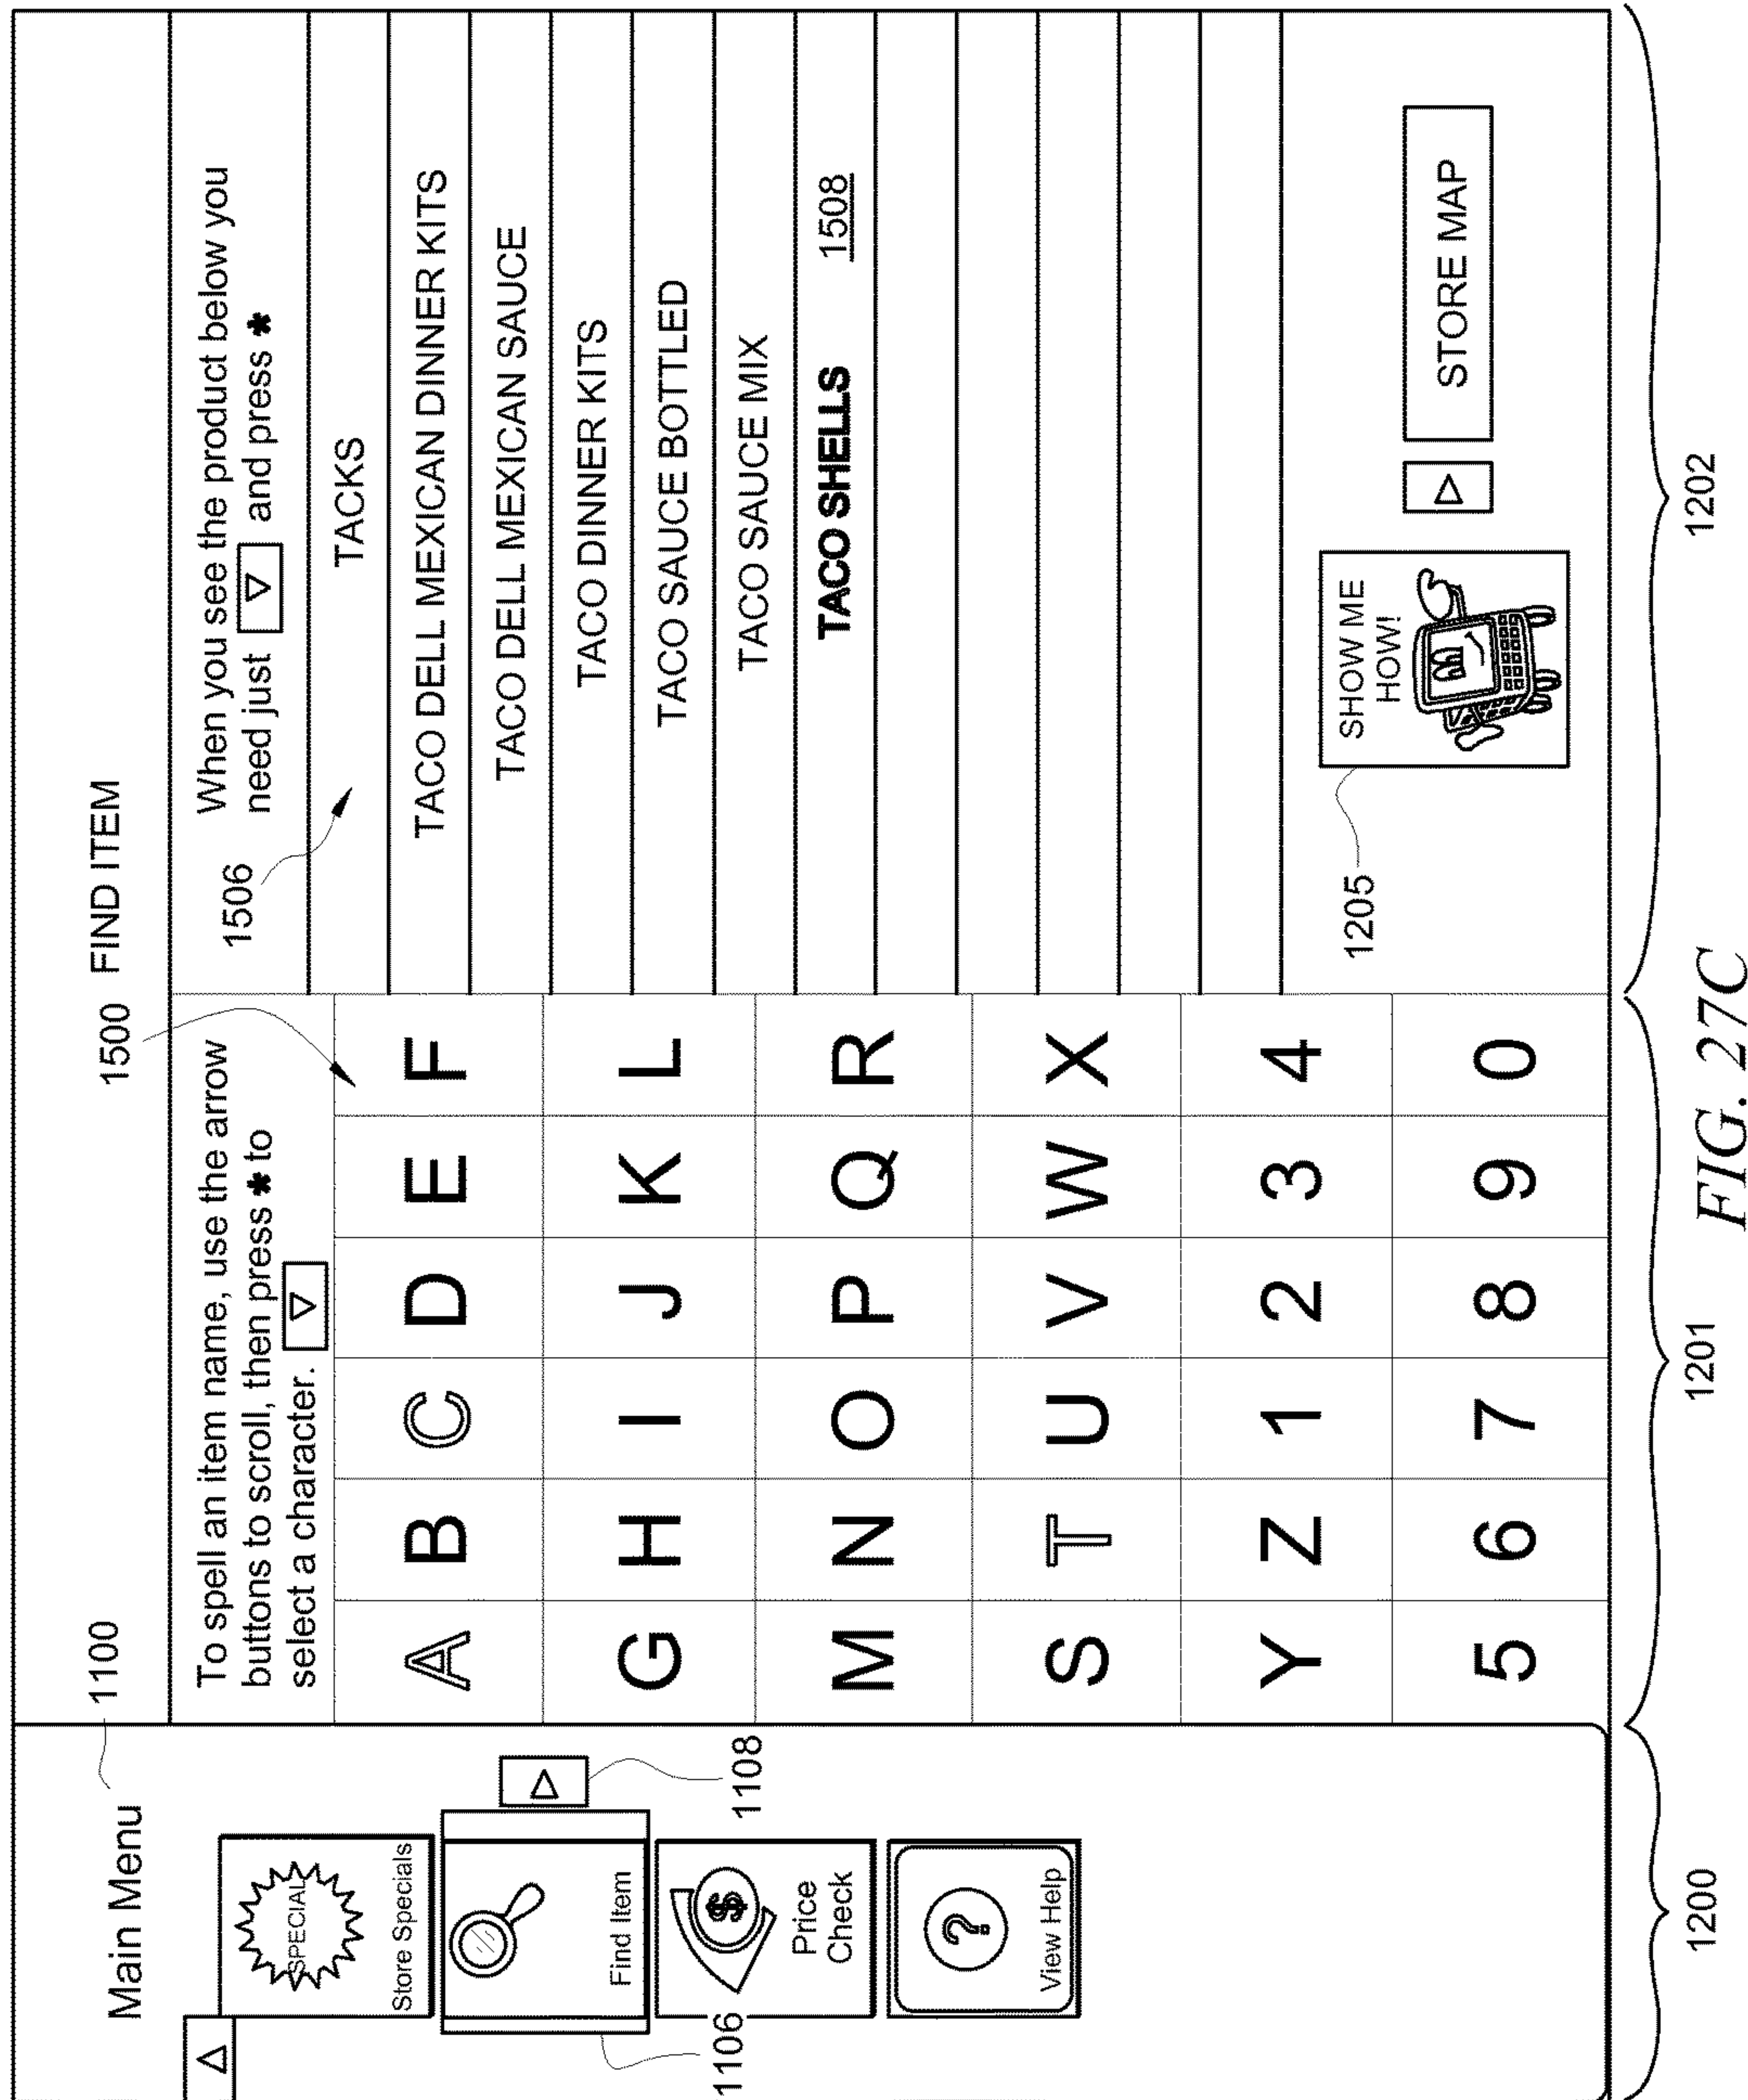 Main Menu
1100
SPECIAL
Store Specials
Find Item
1108
1106
Price
Check
?
View Help
1500 FIND ITEM
To spell an item name, use the arrow
buttons to scroll, then press * to
select a character.
A B C D E F
G H I J K L
M N O P Q R
S T U V W X
Y Z 1 2 3 4
5 6 7 8 9 0
1506
When you see the product below you
need just and press *
TACKS
TACO DELL MEXICAN DINNER KITS
TACO DELL MEXICAN SAUCE
TACO DINNER KITS
TACO SAUCE BOTTLED
TACO SAUCE MIX
TACO SHELLS 1508
1205
SHOW ME
HOW!
STORE MAP
1200
1201
1202
FIG. 27C